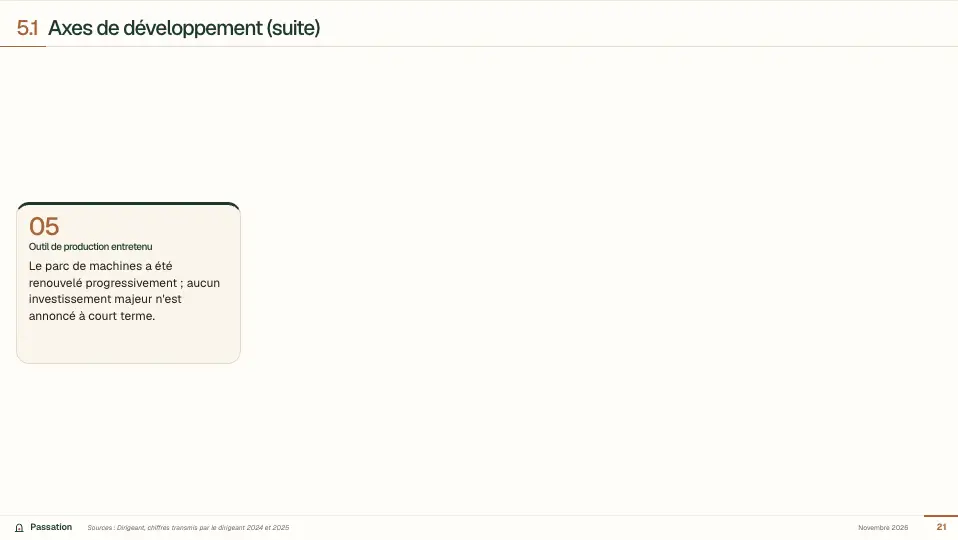 5.1 Axes de développement (suite)
05
Outil de production entretenu
Le parc de machines a été
renouvelé progressivement ; aucun
investissement majeur n'est
annoncé à court terme.
Passation Sources : Dirigeant, chiffres transmis par le dirigeant 2024 et 2025 Novembre 2026 21